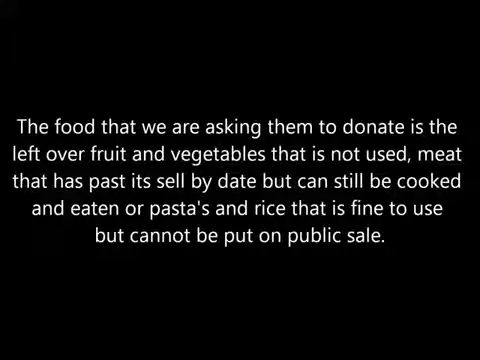 The food that we are asking them to donate is the
left over fruit and vegetables that is not used, meat
that has past its sell by date but can still be cooked
and eaten or pasta's and rice that is fine to use
but cannot be put on public sale.